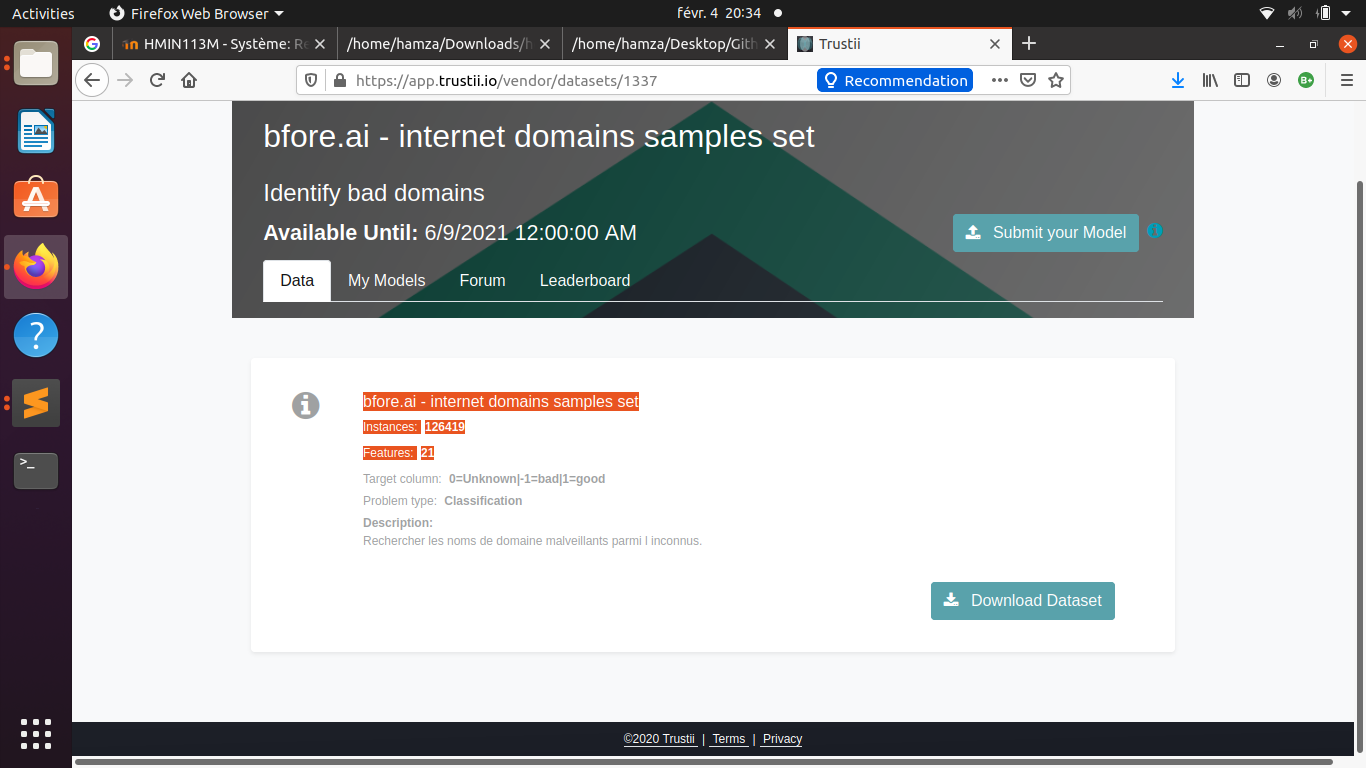 Activities
Firefox Web Browser
févr. 4 20:34
HMIN113M - Système: Re
/home/hamza/Downloads/h
/home/hamza/Desktop/Gith
Trustii
https://app.trustii.io/vendor/datasets/1337
Recommendation
bfore.ai - internet domains samples set
Identify bad domains
Available Until: 6/9/2021 12:00:00 AM
Submit your Model
Data
My Models
Forum
Leaderboard
bfore.ai - internet domains samples set
Instances: 126419
Features: 21
Target column: 0=Unknown|-1=bad|1=good
Problem type: Classification
Description:
Rechercher les noms de domaine malveillants parmi l inconnus.
Download Dataset
©2020 Trustii | Terms | Privacy